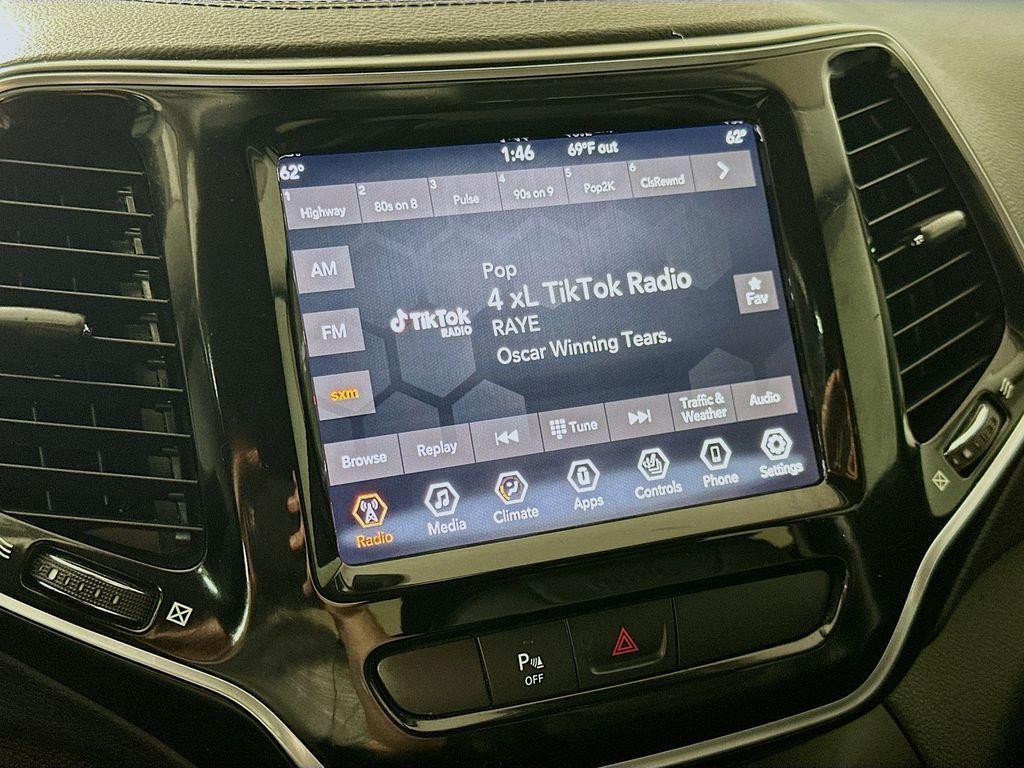 62°
1:46
69°F out
62°
1 Highway
2 80s on 8
3 Pulse
4 90s on 9
5 Pop2K
6 ClsRewnd
AM
FM
sxm
TikTok
RADIO
Pop
4 xL TikTok Radio
RAYE
Oscar Winning Tears.
Fav
Browse
Replay
Tune
Traffic &
Weather
Audio
Radio
Media
Climate
Apps
Controls
Phone
Settings
P
OFF